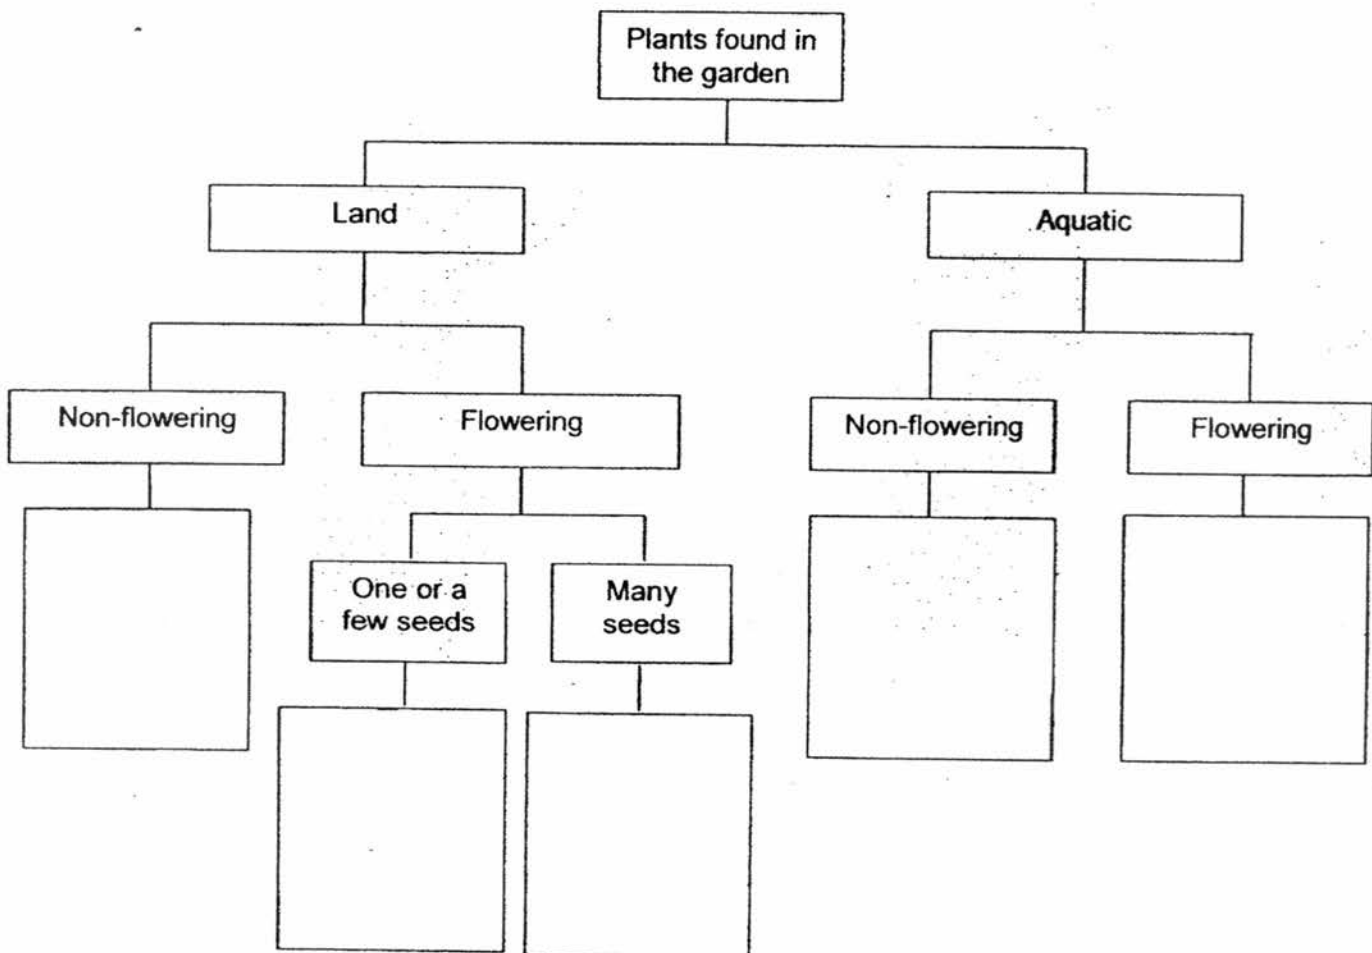 Plants found in
the garden
Land
Aquatic
Non-flowering
Flowering
Non-flowering
Flowering
One or a
few seeds
Many
seeds